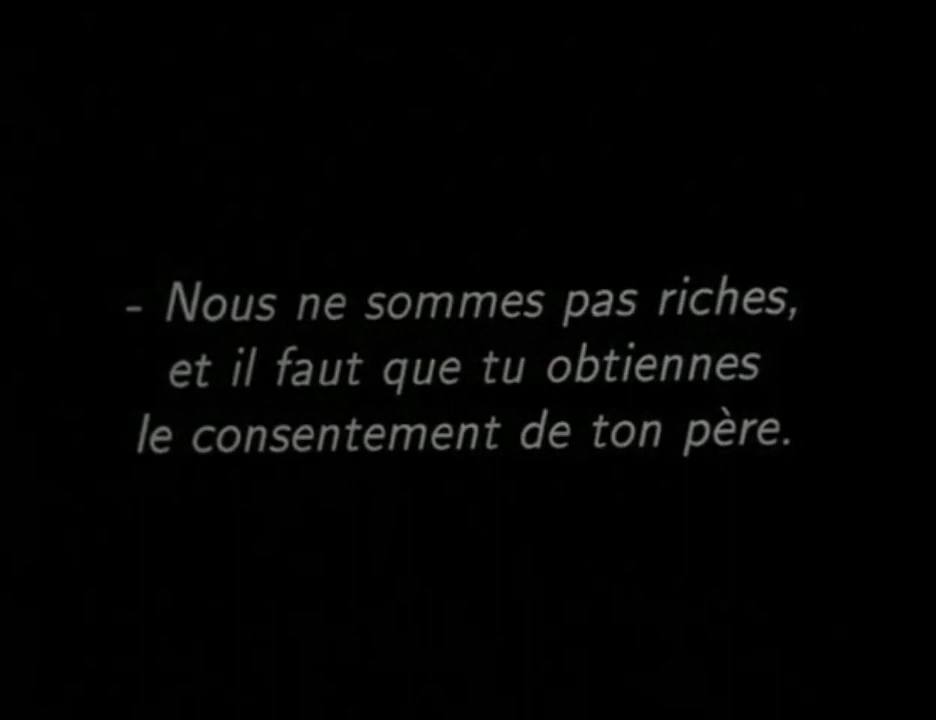 - Nous ne sommes pas riches,
et il faut que tu obtiennes
le consentement de ton père.